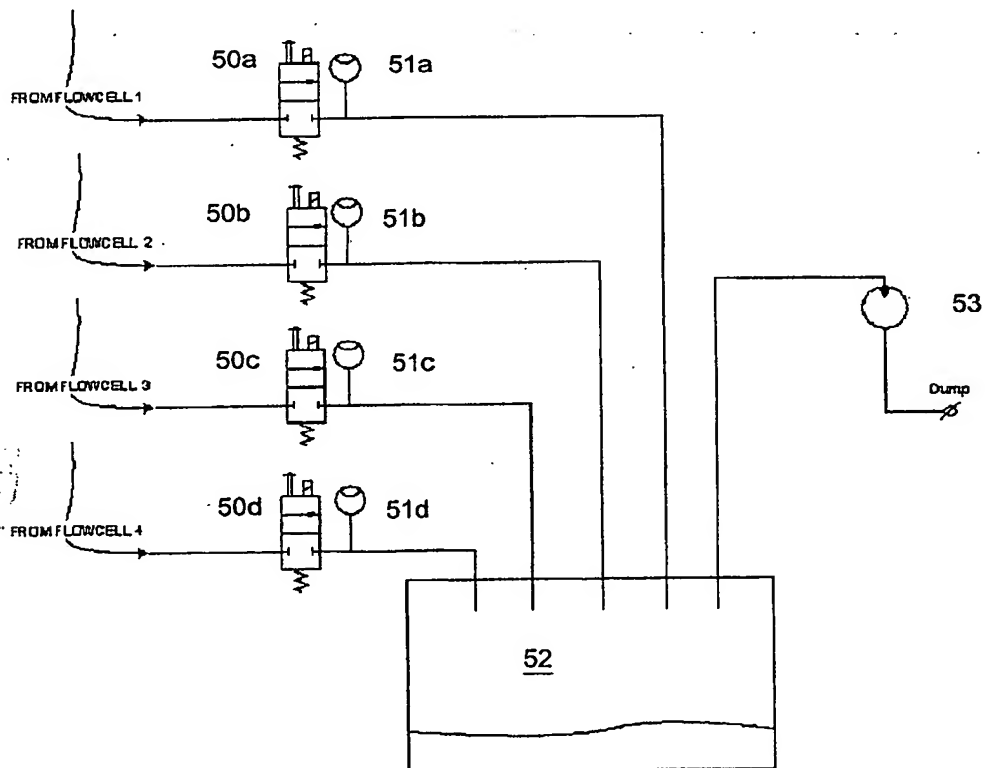 50a 51a
FROM FLOWCELL 1
50b 51b
FROM FLOWCELL 2
53
50c 51c
FROM FLOWCELL 3
Dump
50d 51d
FROM FLOWCELL 4
52